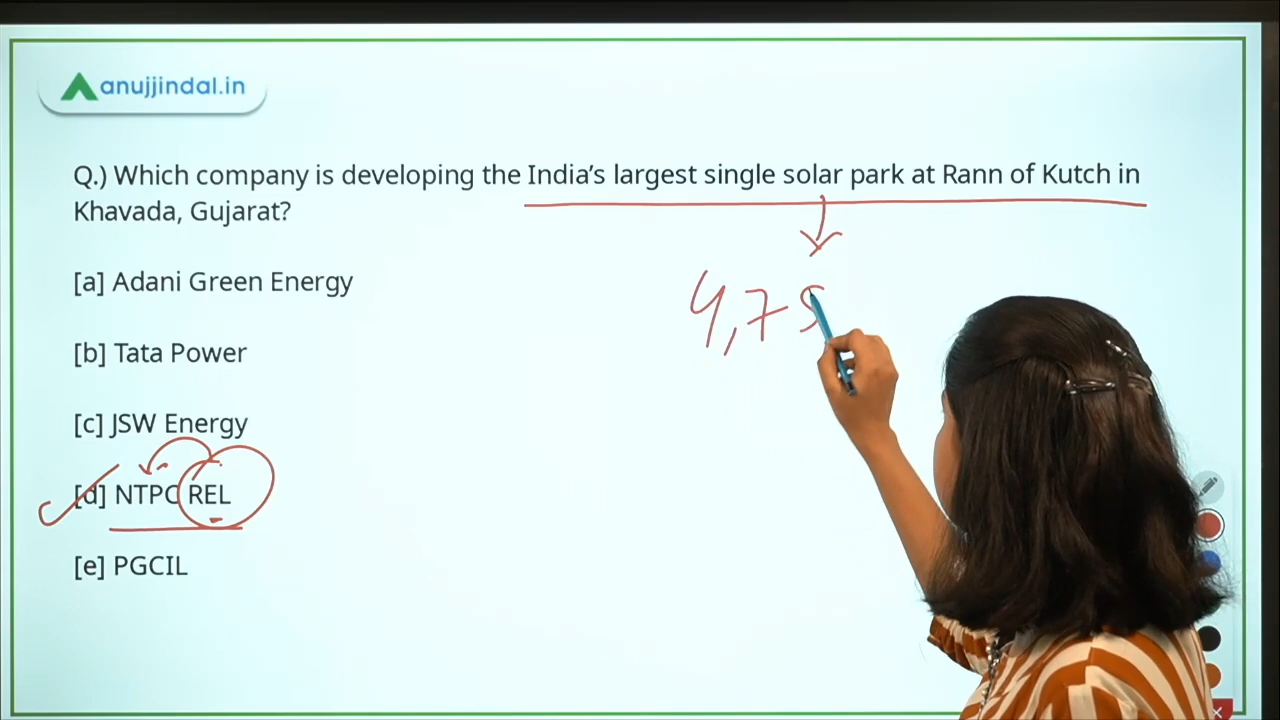 anujjindal.in
Q.) Which company is developing the India's largest single solar park at Rann of Kutch in
Khavada, Gujarat?
[a] Adani Green Energy
4,75
[b] Tata Power
[c] JSW Energy
[d] NTPC REL
[e] PGCIL